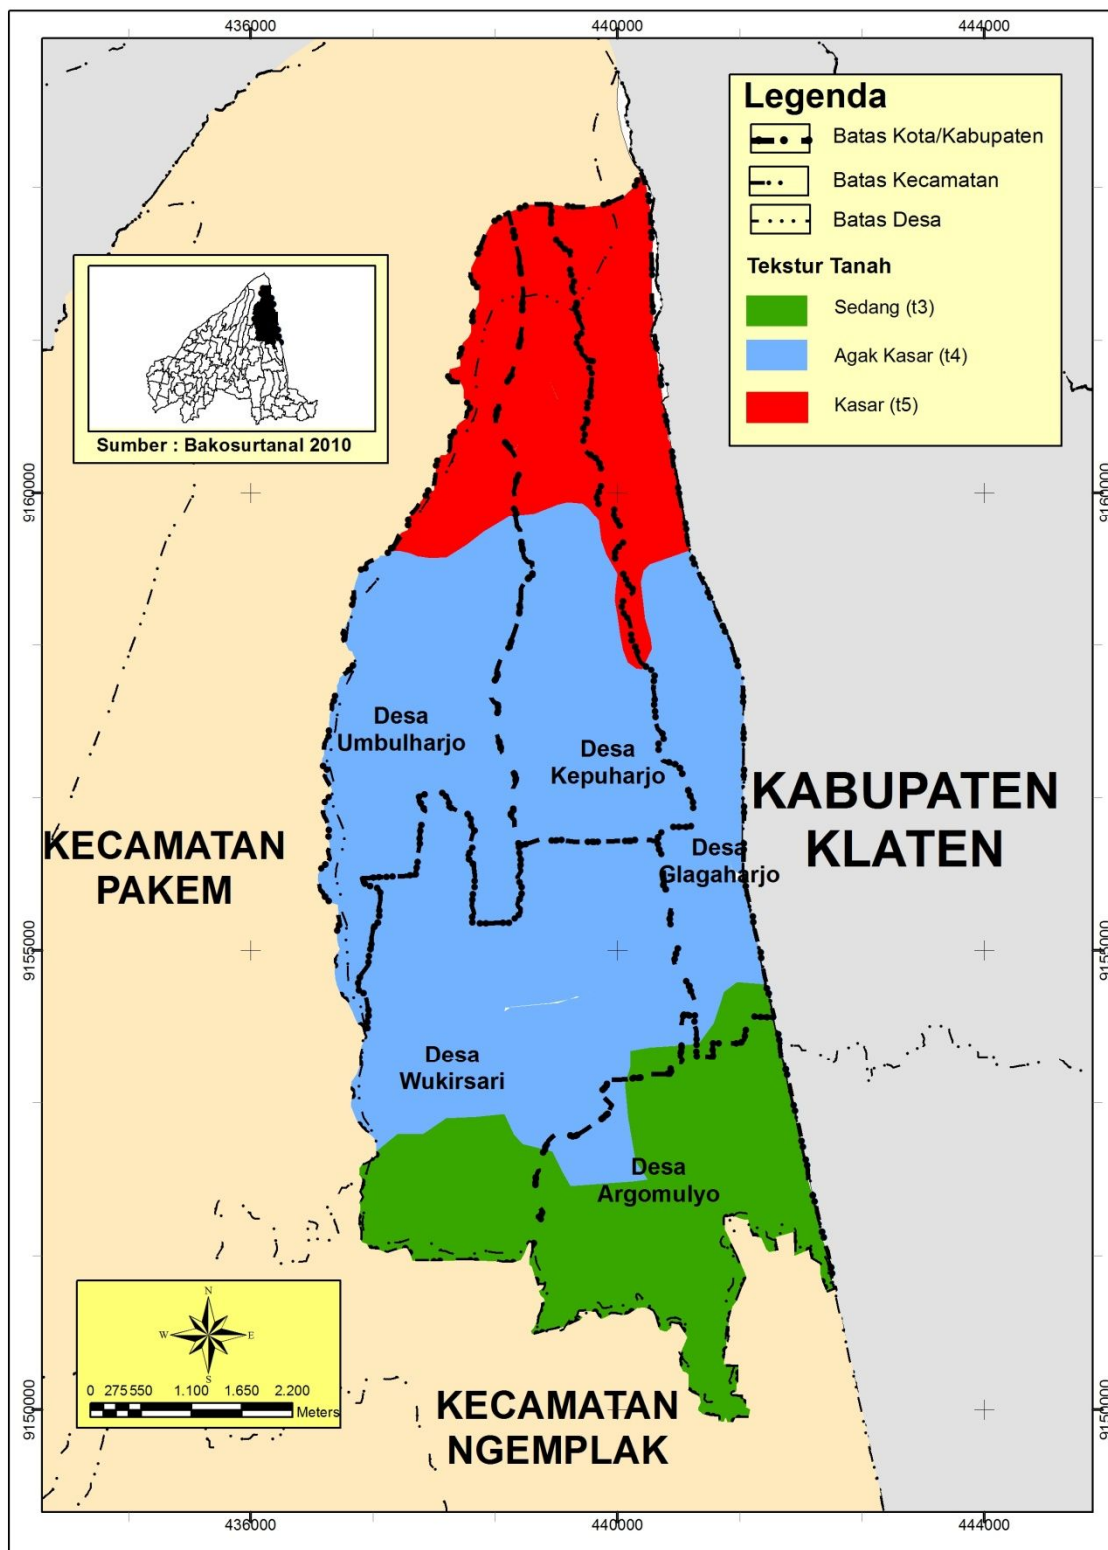 436000
440000
444000
Legenda
Batas Kota/Kabupaten
Batas Kecamatan
Batas Desa
Tekstur Tanah
Sedang (t3)
Agak Kasar (t4)
Kasar (t5)
Sumber : Bakosurtanal 2010
9160000
9160000
Desa
Umbulharjo
Desa
Kepuharjo
KABUPATEN
KLATEN
KECAMATAN
PAKEM
Desa
Glagaharjo
9155000
9155000
Desa
Wukirsari
Desa
Argomulyo
N
W
E
S
0 275 550 1.100 1.650 2.200
Meters
KECAMATAN
NGEMPLAK
9150000
9150000
436000
440000
444000